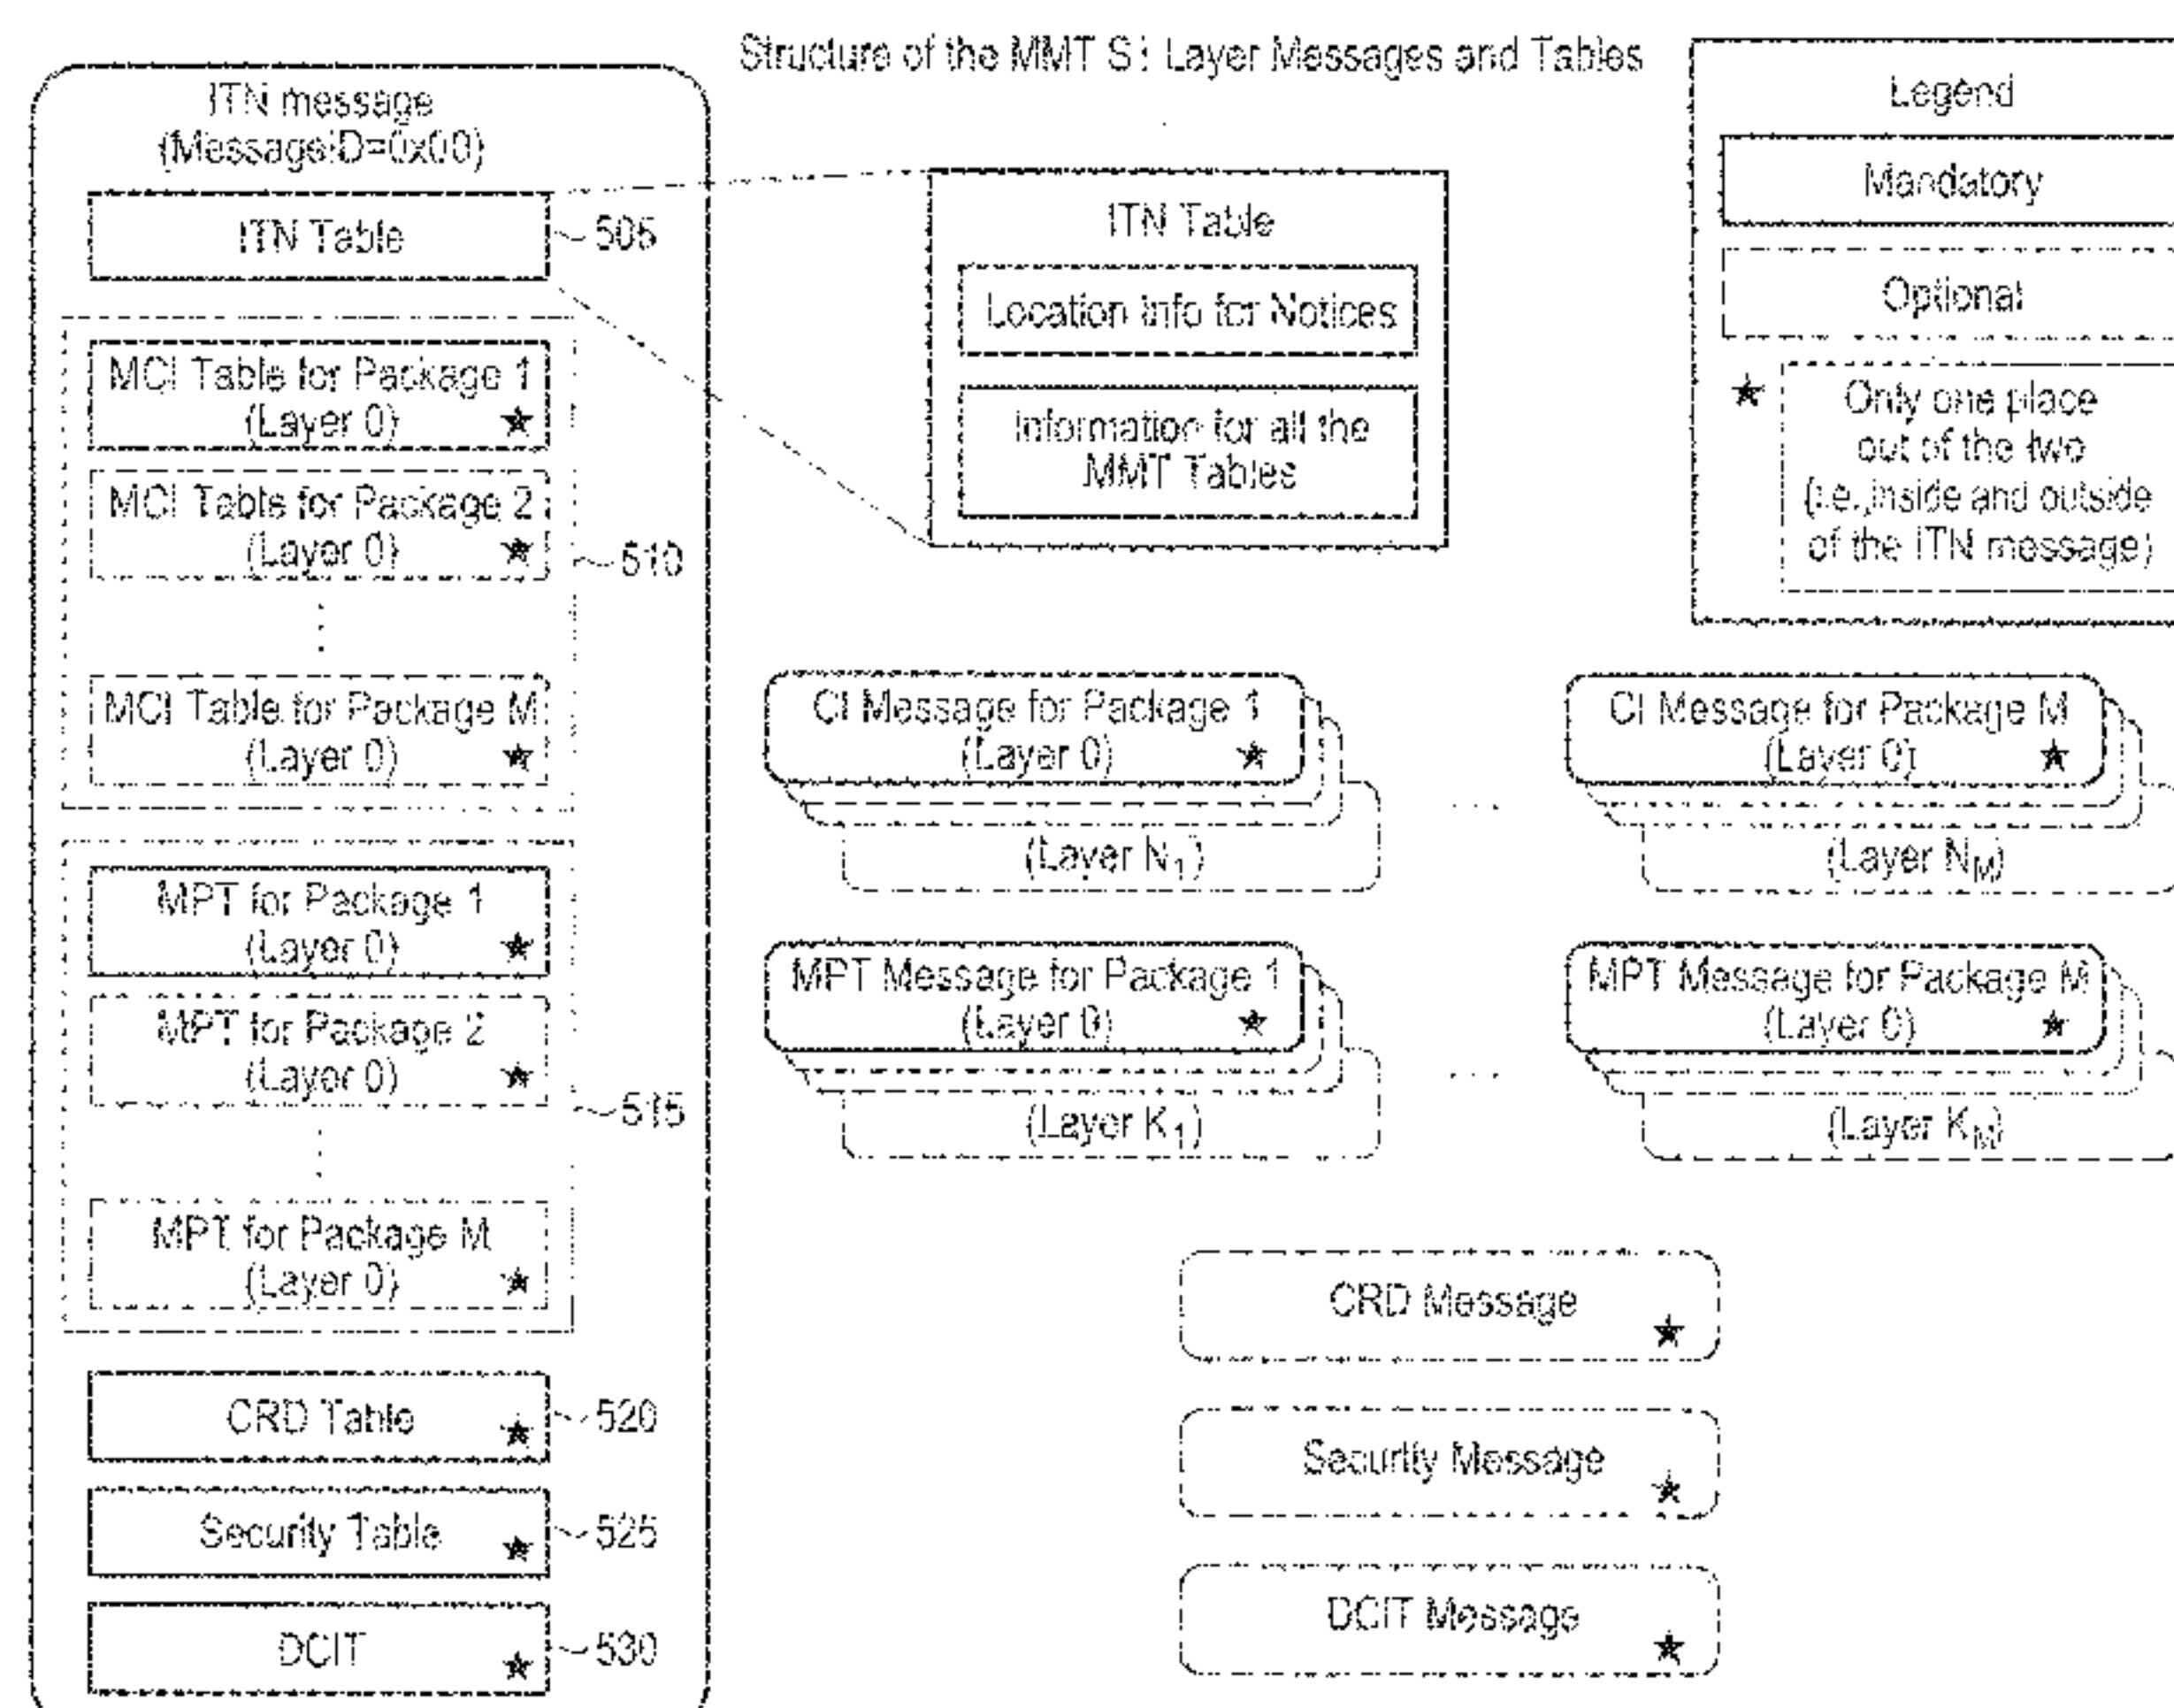 Structure of the MMT SI Layer Messages and Tables
ITN message
(MessageID=0x00)
ITN Table
505
MCI Table for Package 1
(Layer 0) ★
MCI Table for Package 2
(Layer 0) ★
510
MCI Table for Package M
(Layer 0) ★
MPT for Package 1
(Layer 0) ★
MPT for Package 2
(Layer 0) ★
515
MPT for Package M
(Layer 0) ★
CRD Table ★
520
Security Table ★
525
DCIT ★
530
ITN Table
Location info for Notices
Information for all the
MMT Tables
Legend
Mandatory
Optional
★ Only one place
out of the two
(i.e., inside and outside
of the ITN message)
CI Message for Package 1
(Layer 0) ★
(Layer N1)
. . .
CI Message for Package M
(Layer 0) ★
(Layer NM)
MPT Message for Package 1
(Layer 0) ★
(Layer K1)
. . .
MPT Message for Package M
(Layer 0) ★
(Layer KM)
CRD Message ★
Security Message ★
DCIT Message ★